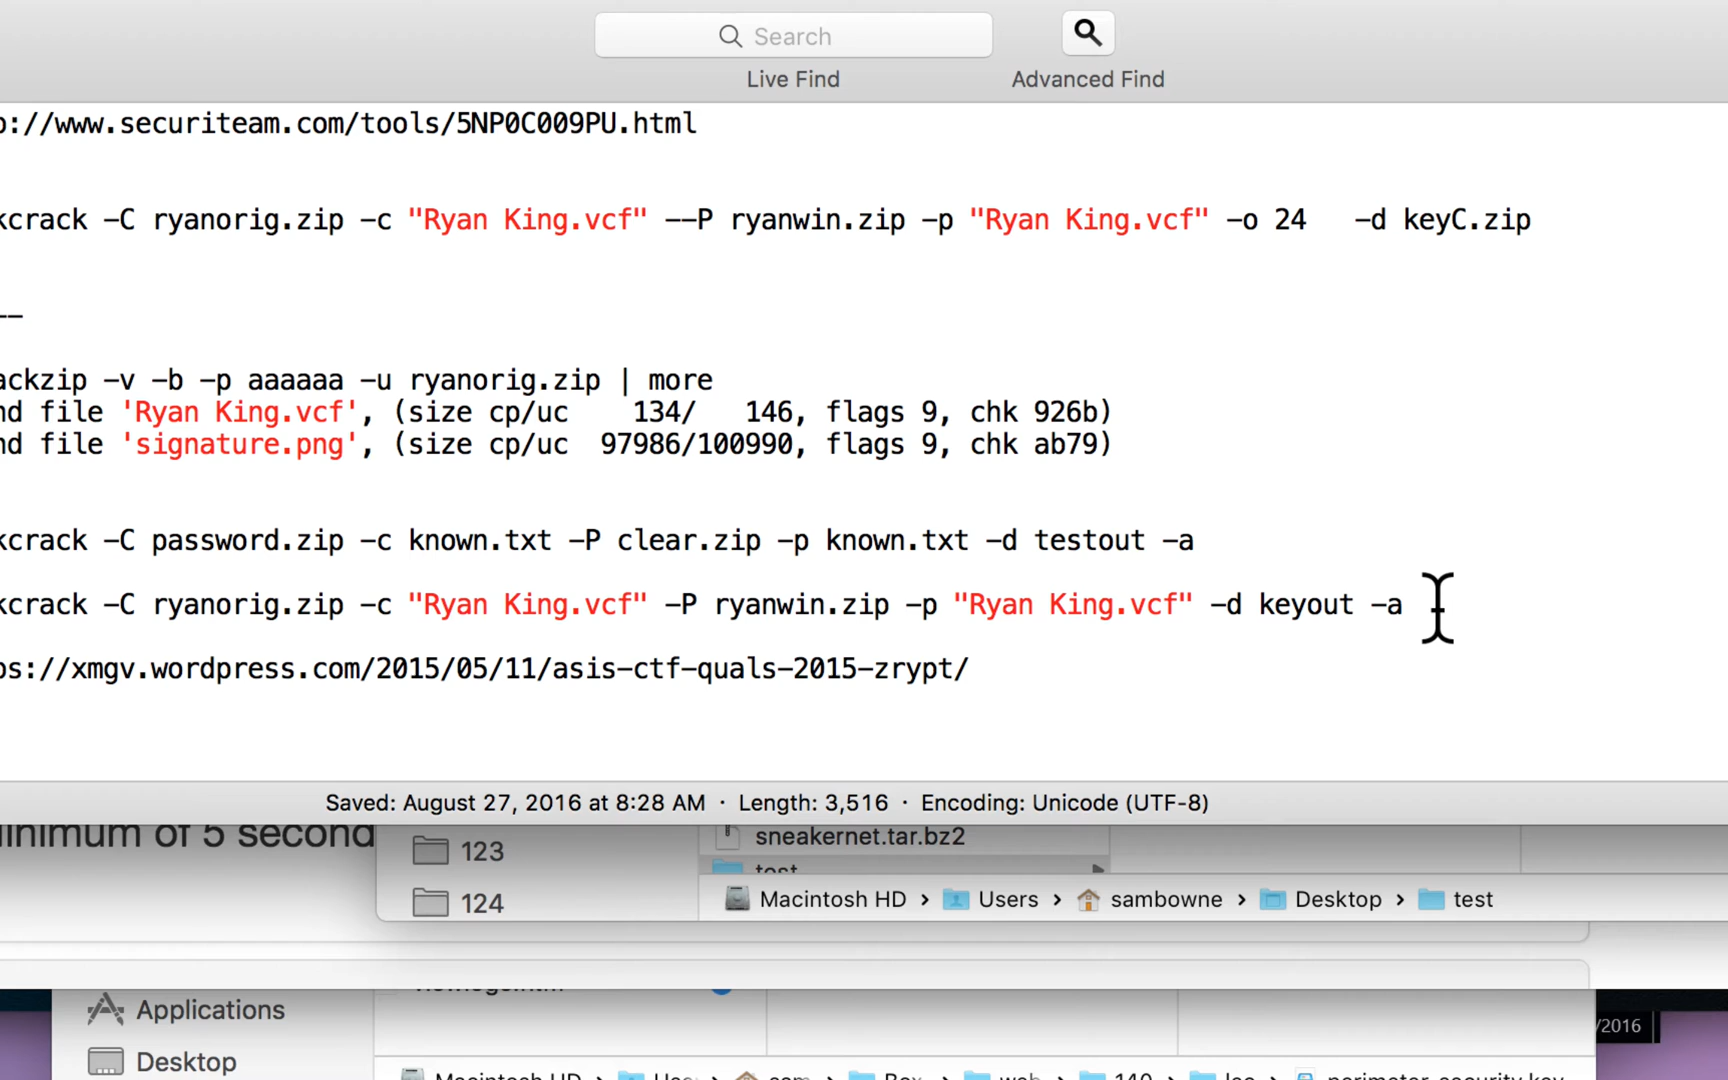 Search
Live Find
Advanced Find
p://www.securiteam.com/tools/5NP0C009PU.html
kcrack -C ryanorig.zip -c "Ryan King.vcf" --P ryanwin.zip -p "Ryan King.vcf" -o 24   -d keyC.zip
--
ackzip -v -b -p aaaaaa -u ryanorig.zip | more
nd file 'Ryan King.vcf', (size cp/uc    134/   146, flags 9, chk 926b)
nd file 'signature.png', (size cp/uc  97986/100990, flags 9, chk ab79)
kcrack -C password.zip -c known.txt -P clear.zip -p known.txt -d testout -a
kcrack -C ryanorig.zip -c "Ryan King.vcf" -P ryanwin.zip -p "Ryan King.vcf" -d keyout -a
ps://xmgv.wordpress.com/2015/05/11/asis-ctf-quals-2015-zrypt/
Saved: August 27, 2016 at 8:28 AM · Length: 3,516 · Encoding: Unicode (UTF-8)
inimum of 5 second
123
124
sneakernet.tar.bz2
test
Macintosh HD › Users › sambowne › Desktop › test
Applications
Desktop
/2016
Macintosh HD
140
perimeter_security.key